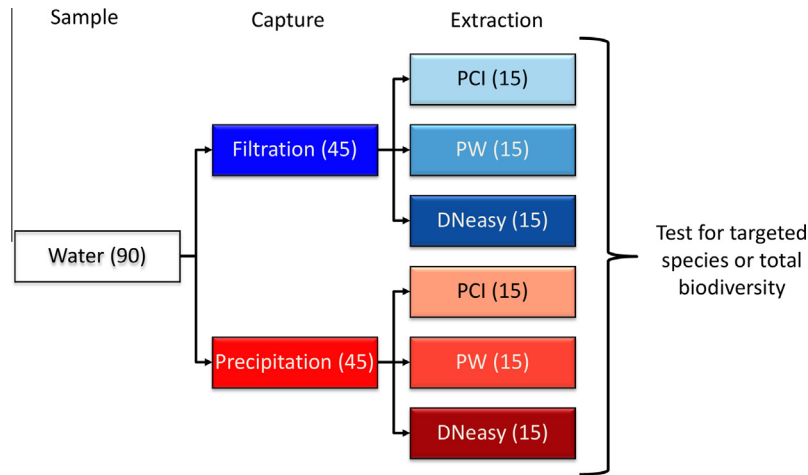 Sample
Capture
Extraction
PCI (15)
Filtration (45)
PW (15)
DNeasy (15)
Water (90)
Test for targeted
species or total
biodiversity
PCI (15)
Precipitation (45)
PW (15)
DNeasy (15)